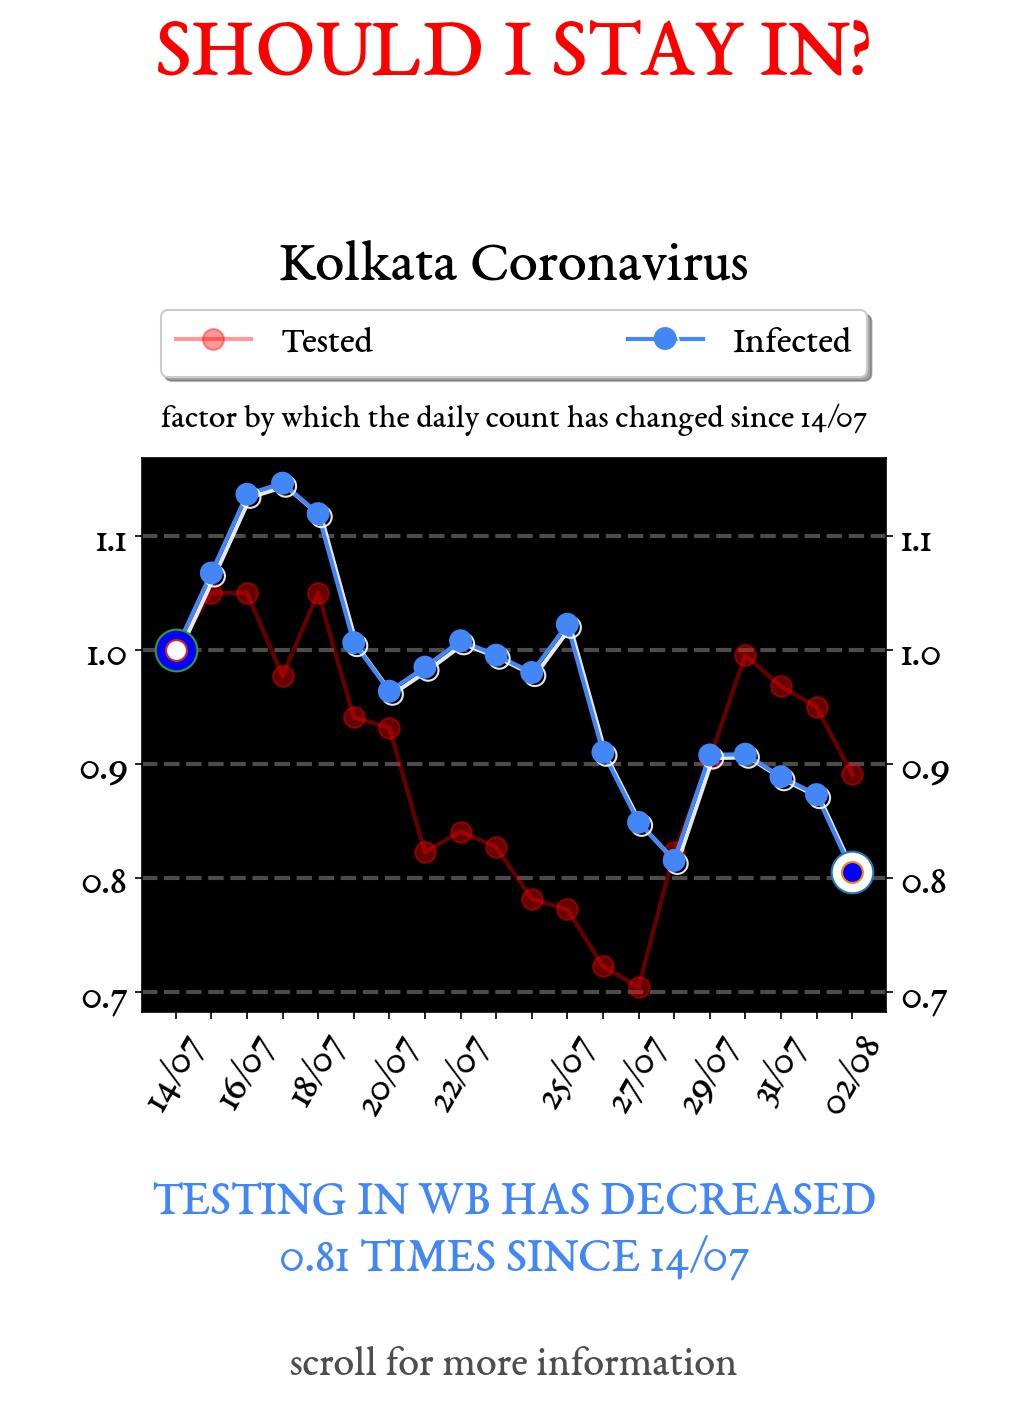 SHOULD I STAY IN?
Kolkata Coronavirus
Tested Infected
factor by which the daily count has changed since 14/07
1.1 1.1
1.0 1.0
0.9 0.9
0.8 0.8
0.7 0.7
14/07 16/07 18/07 20/07 22/07 25/07 27/07 29/07 31/07 02/08
TESTING IN WB HAS DECREASED
0.81 TIMES SINCE 14/07
scroll for more information